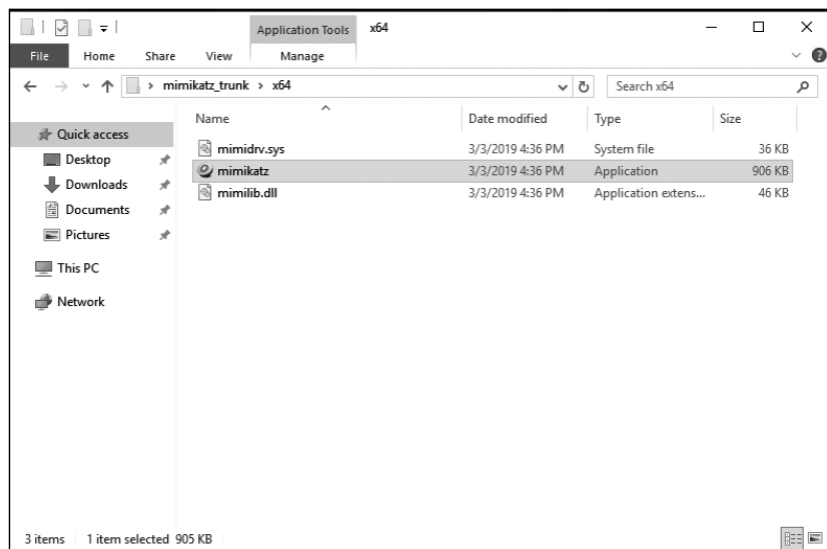 Application Tools x64
File Home Share View Manage
mimikatz_trunk > x64 Search x64
Name Date modified Type Size
Quick access
Desktop
Downloads
Documents
Pictures
This PC
Network
mimidrv.sys 3/3/2019 4:36 PM System file 36 KB
mimikatz 3/3/2019 4:36 PM Application 906 KB
mimilib.dll 3/3/2019 4:36 PM Application extens... 46 KB
3 items 1 item selected 905 KB